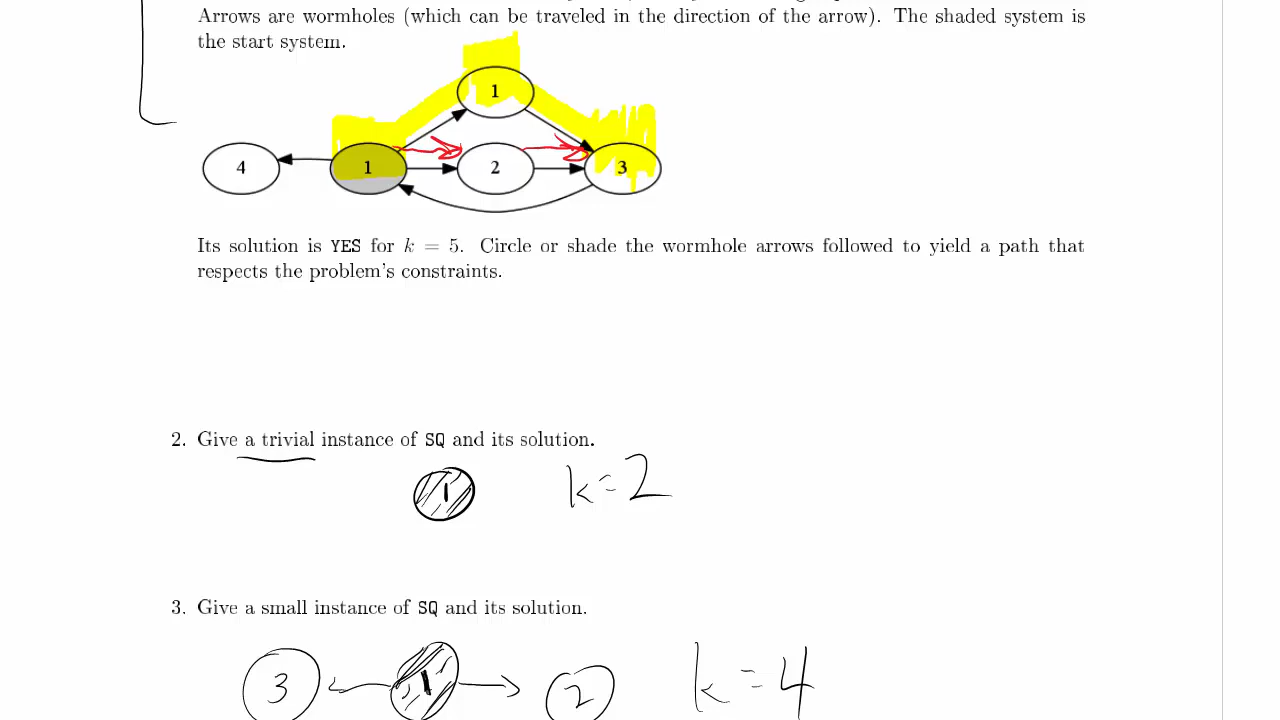 Arrows are wormholes (which can be traveled in the direction of the arrow). The shaded system is
the start system.
1
4 1 2 3
Its solution is YES for k = 5. Circle or shade the wormhole arrows followed to yield a path that
respects the problem's constraints.
2. Give a trivial instance of SQ and its solution.
1 k=2
3. Give a small instance of SQ and its solution.
3 1 2 k=4